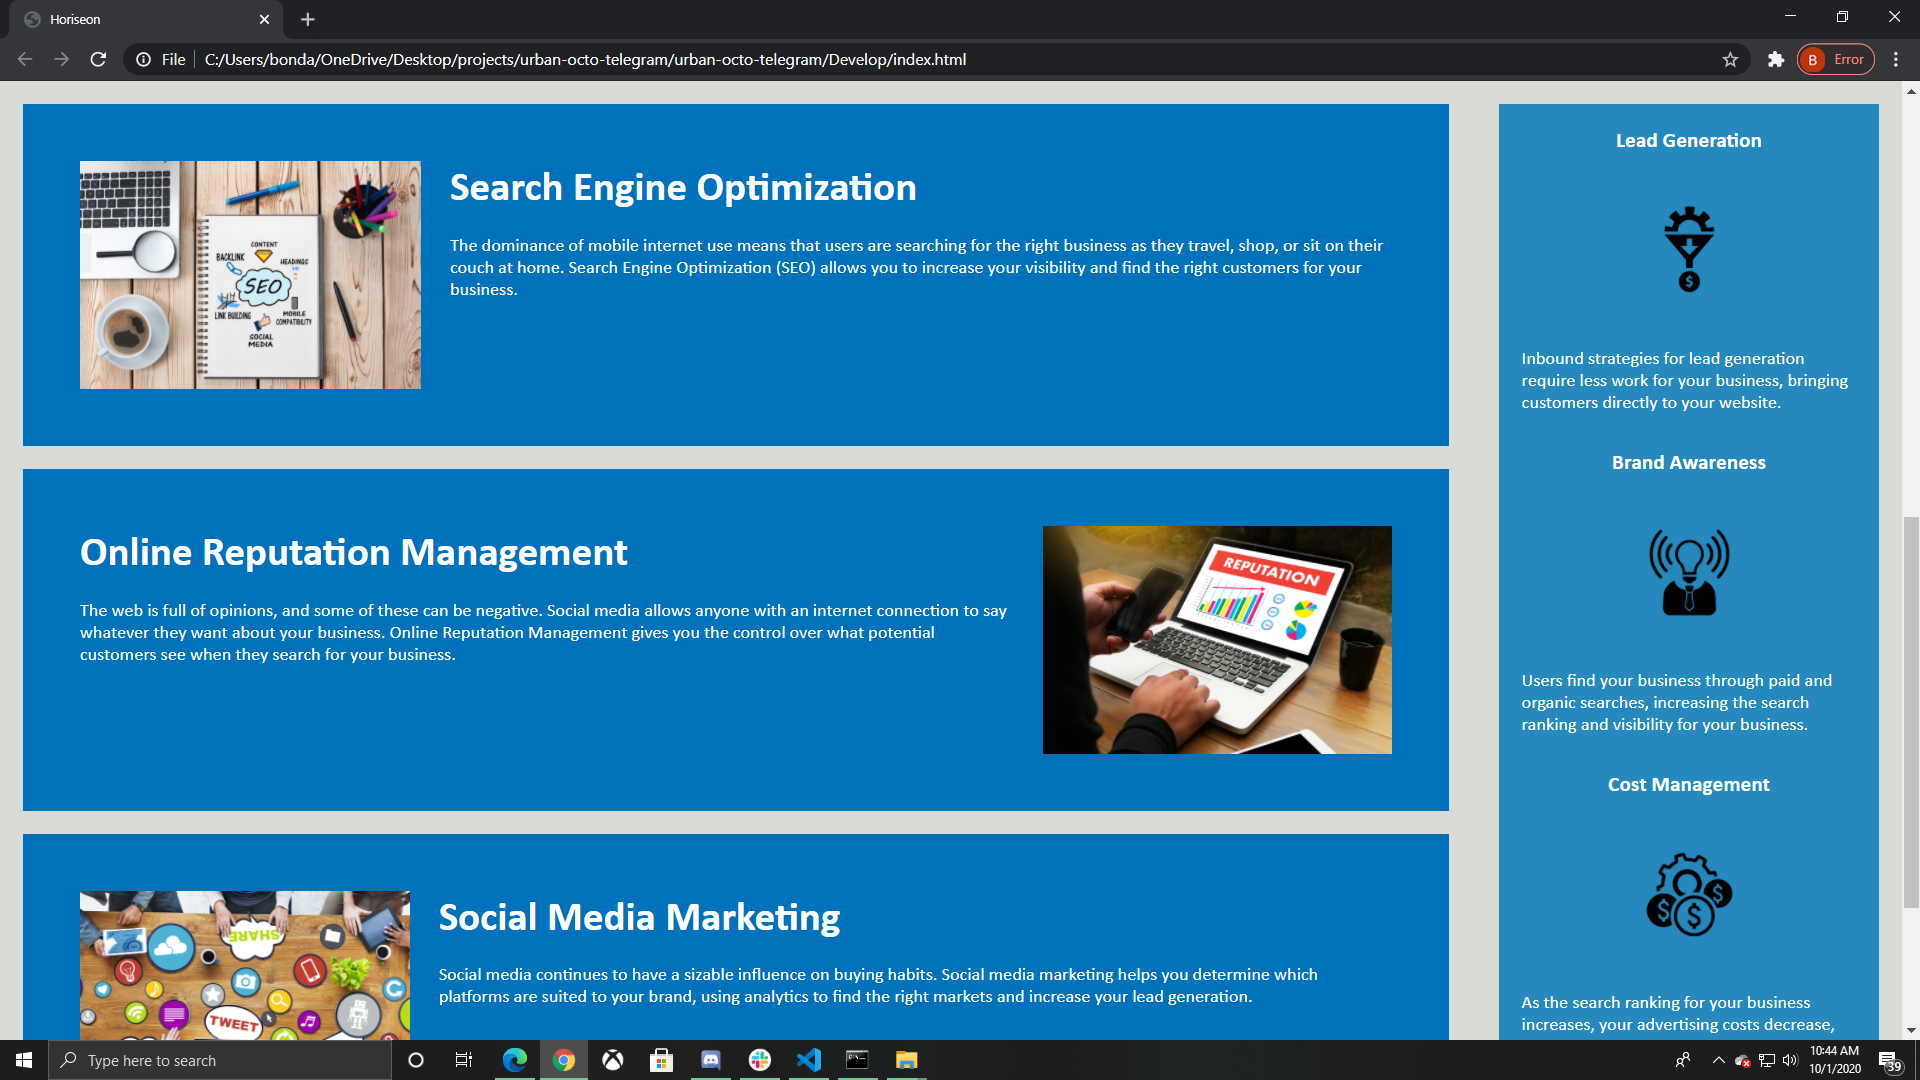 Horiseon
File
C:/Users/bonda/OneDrive/Desktop/projects/urban-octo-telegram/urban-octo-telegram/Develop/index.html
B Error
CONTENT
BACKLINK
HEADINGS
SEO
LINK BUILDING
MOBILE
COMPATIBILITY
SOCIAL
MEDIA
Search Engine Optimization
The dominance of mobile internet use means that users are searching for the right business as they travel, shop, or sit on their
couch at home. Search Engine Optimization (SEO) allows you to increase your visibility and find the right customers for your
business.
Online Reputation Management
The web is full of opinions, and some of these can be negative. Social media allows anyone with an internet connection to say
whatever they want about your business. Online Reputation Management gives you the control over what potential
customers see when they search for your business.
REPUTATION
SHARE
TWEET
Social Media Marketing
Social media continues to have a sizable influence on buying habits. Social media marketing helps you determine which
platforms are suited to your brand, using analytics to find the right markets and increase your lead generation.
Lead Generation
Inbound strategies for lead generation
require less work for your business, bringing
customers directly to your website.
Brand Awareness
Users find your business through paid and
organic searches, increasing the search
ranking and visibility for your business.
Cost Management
As the search ranking for your business
increases, your advertising costs decrease,
Type here to search
10:44 AM
10/1/2020
39